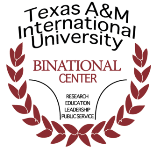 Texas A&M
International
University
BINATIONAL
CENTER
RESEARCH
EDUCATION
LEADERSHIP
PUBLIC SERVICE